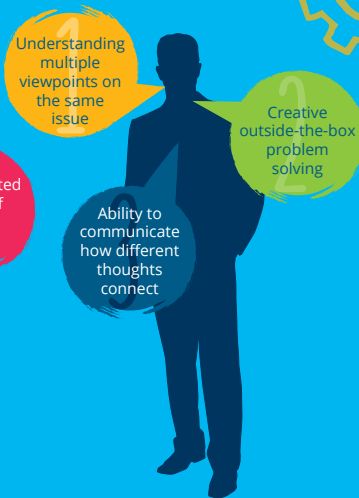 1
Understanding
multiple
viewpoints on
the same
issue
2
Creative
outside-the-box
problem
solving
3
Ability to
communicate
how different
thoughts
connect